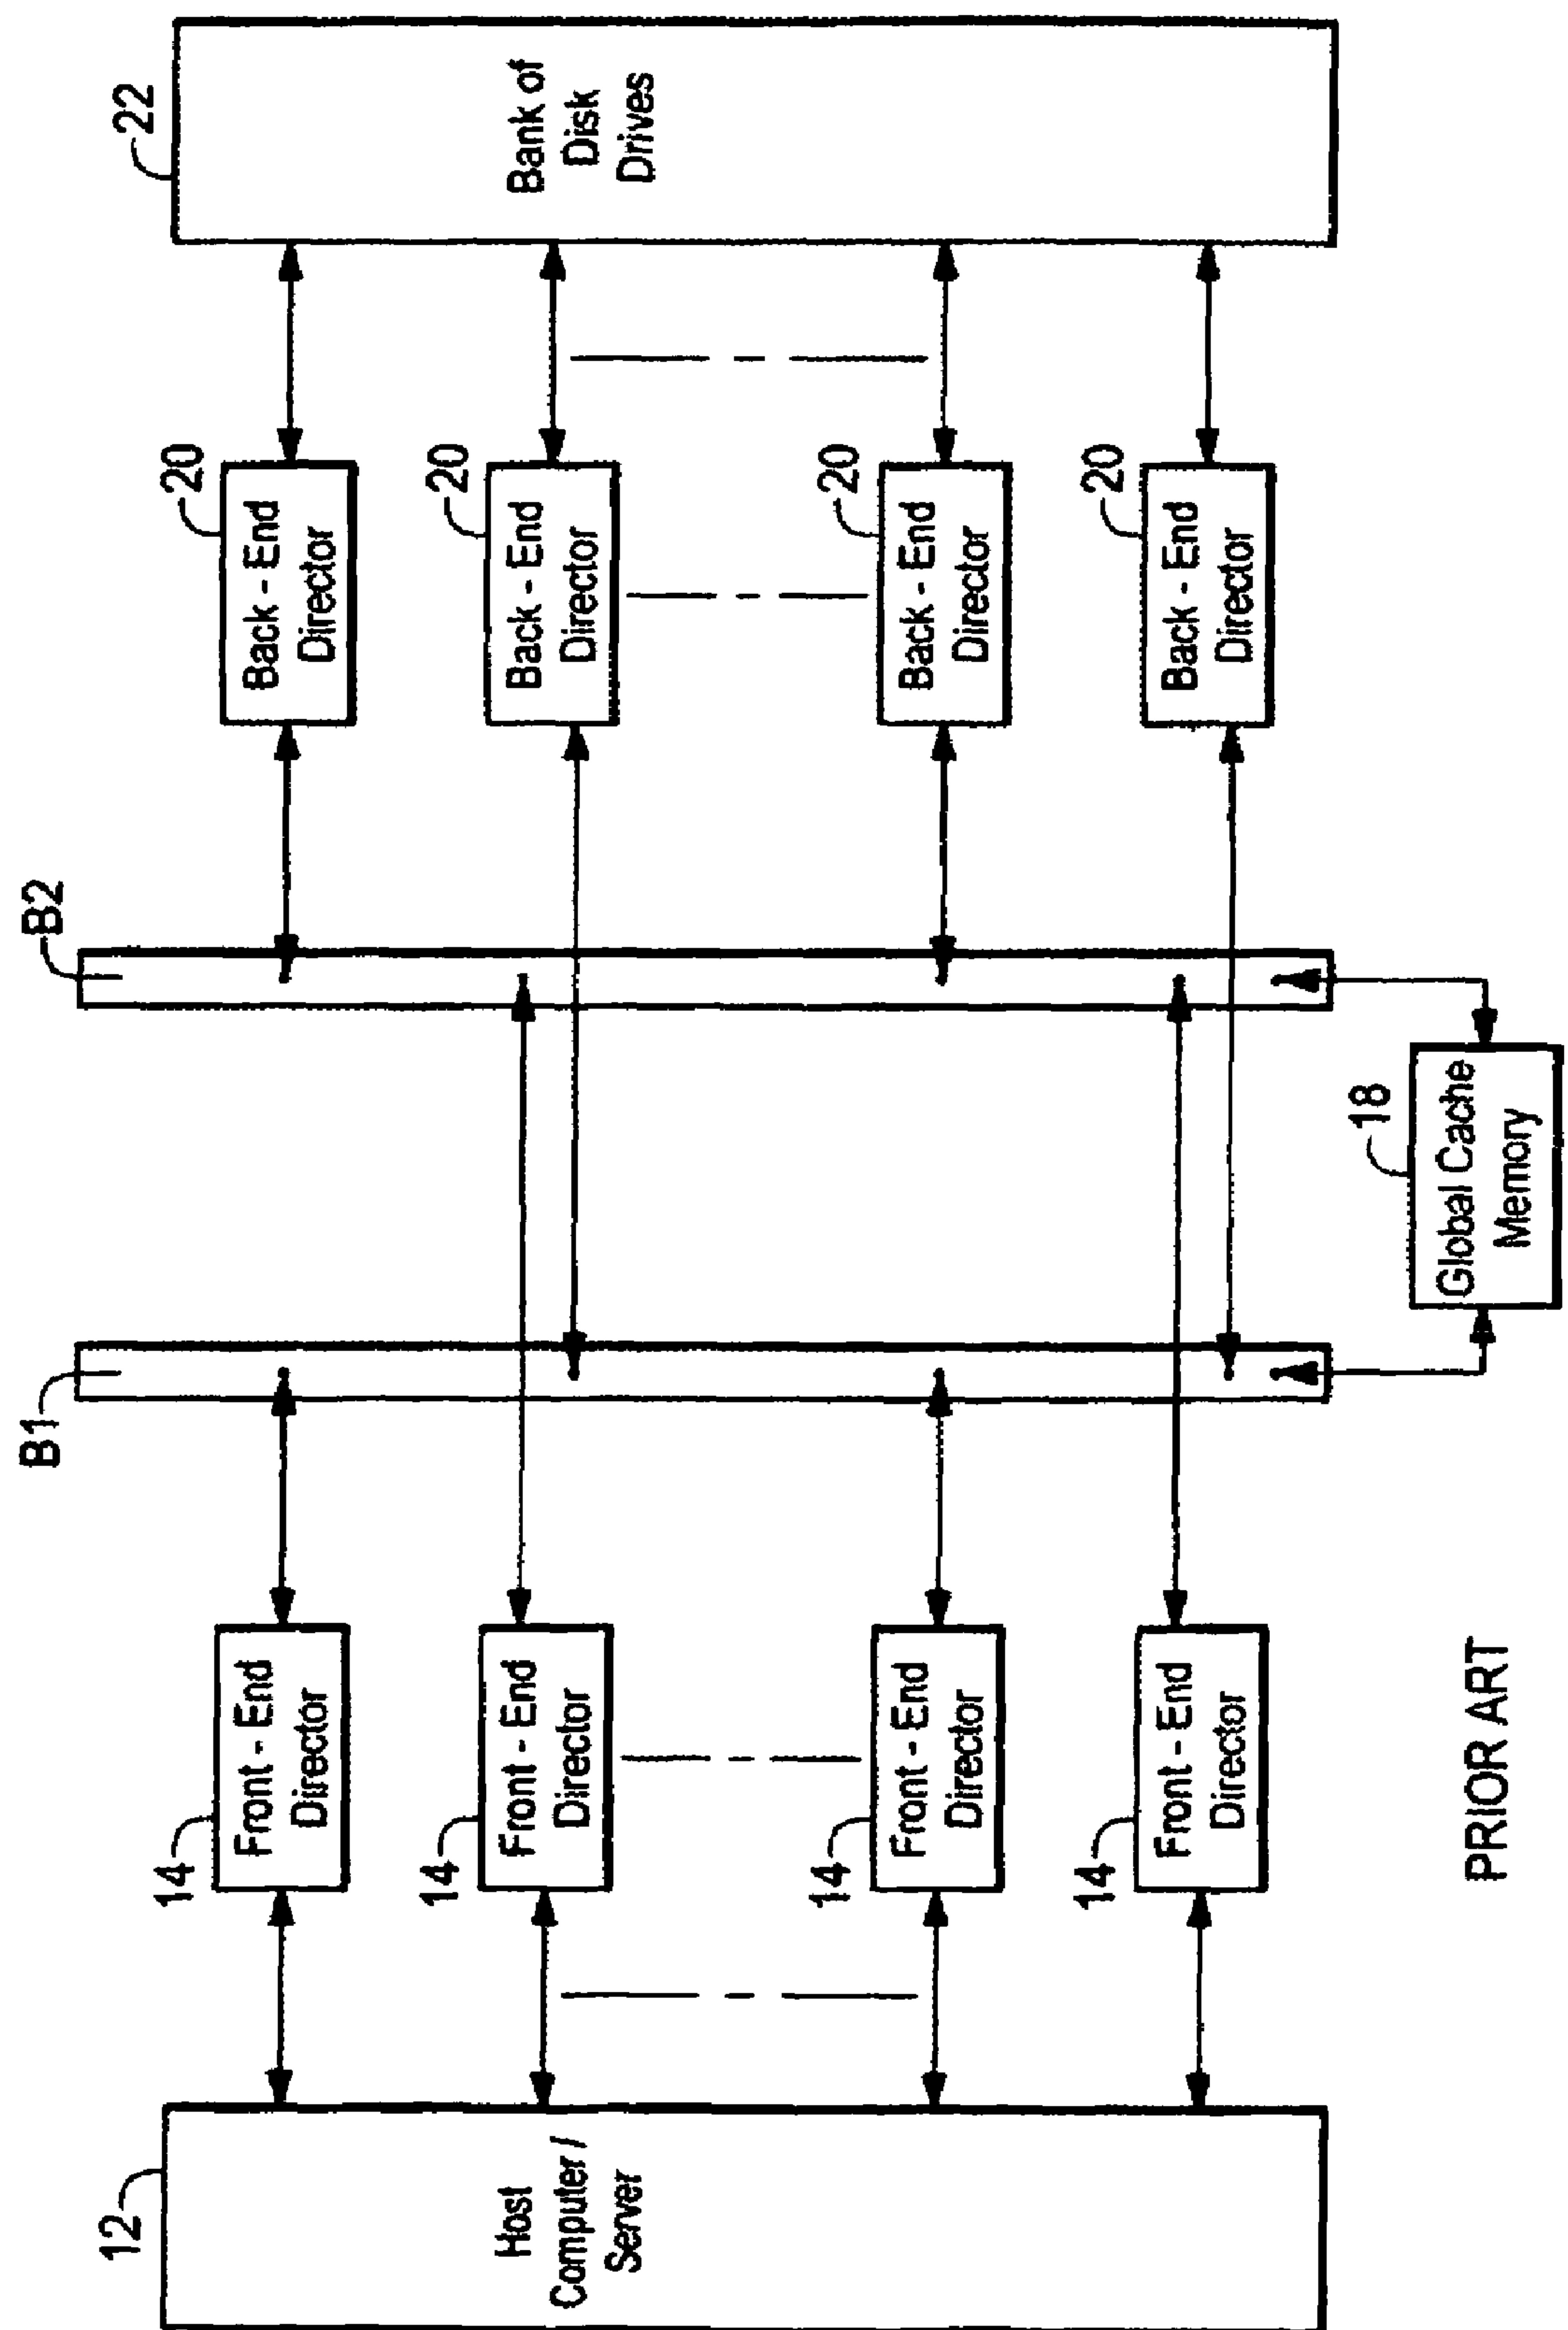 B1
B2
12
Host
Computer /
Server
14
Front - End
Director
14
Front - End
Director
14
Front - End
Director
14
Front - End
Director
20
Back - End
Director
20
Back - End
Director
20
Back - End
Director
20
Back - End
Director
22
Bank of
Disk
Drives
18
Global Cache
Memory
PRIOR ART